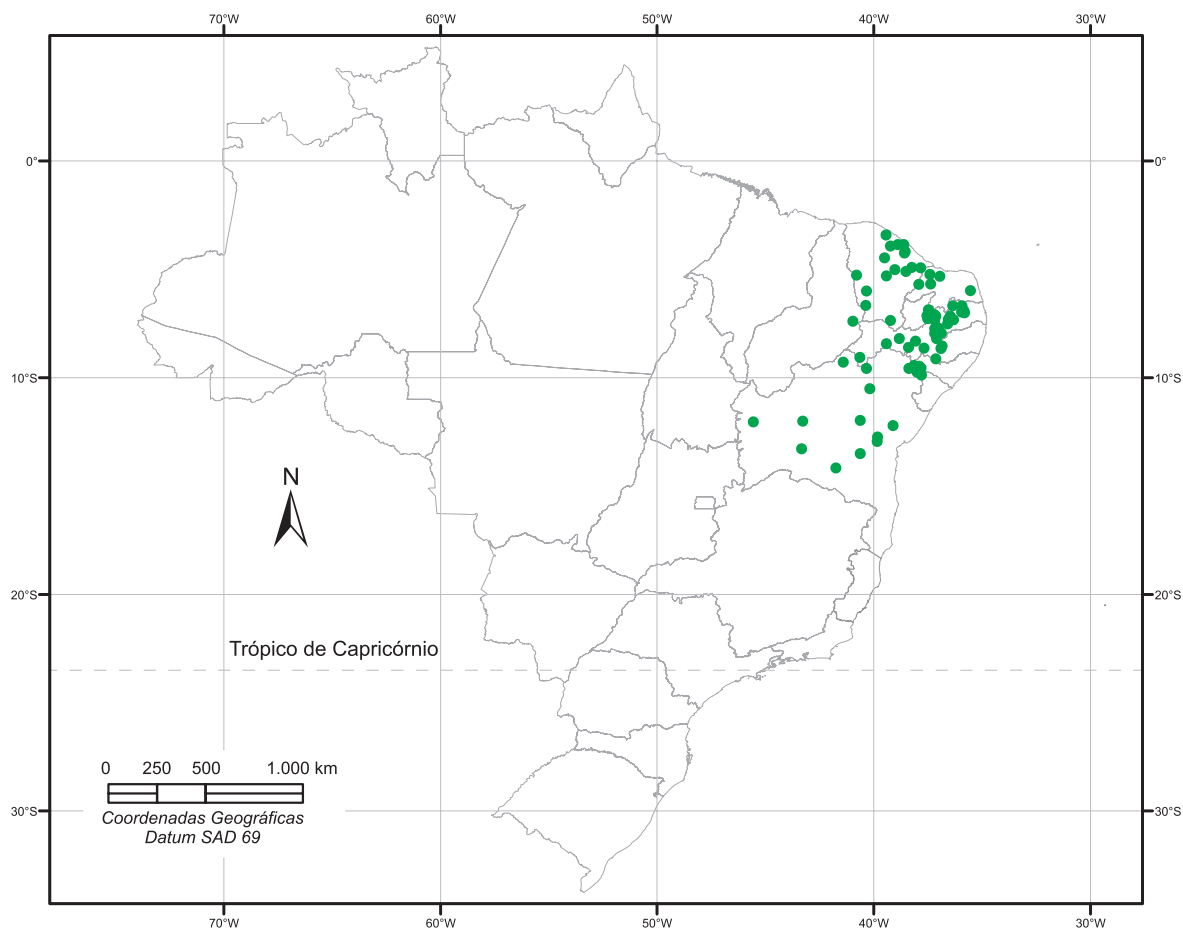 70°W 60°W 50°W 40°W 30°W
0° 0°
10°S 10°S
N
20°S 20°S
Trópico de Capricórnio
0 250 500 1.000 km
30°S 30°S
Coordenadas Geográficas
Datum SAD 69
70°W 60°W 50°W 40°W 30°W